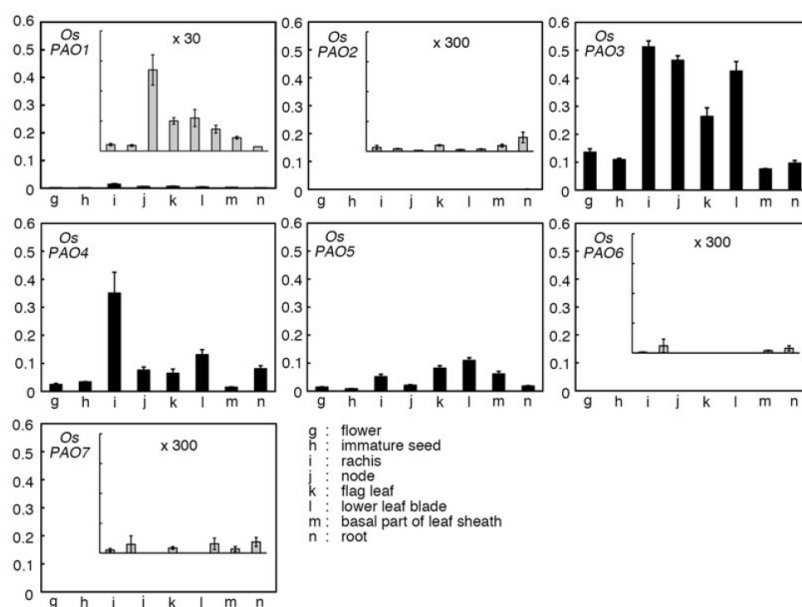 Os PAO1
x 30
0.6
0.5
0.4
0.3
0.2
0.1
0
g h i j k l m n
Os PAO2
x 300
0.6
0.5
0.4
0.3
0.2
0.1
0
g h i j k l m n
Os PAO3
0.6
0.5
0.4
0.3
0.2
0.1
0
g h i j k l m n
Os PAO4
0.6
0.5
0.4
0.3
0.2
0.1
0
g h i j k l m n
Os PAO5
0.6
0.5
0.4
0.3
0.2
0.1
0
g h i j k l m n
Os PAO6
x 300
0.6
0.5
0.4
0.3
0.2
0.1
0
g h i j k l m n
Os PAO7
x 300
0.6
0.5
0.4
0.3
0.2
0.1
0
g h i j k l m n
g : flower
h : immature seed
i : rachis
j : node
k : flag leaf
l : lower leaf blade
m : basal part of leaf sheath
n : root